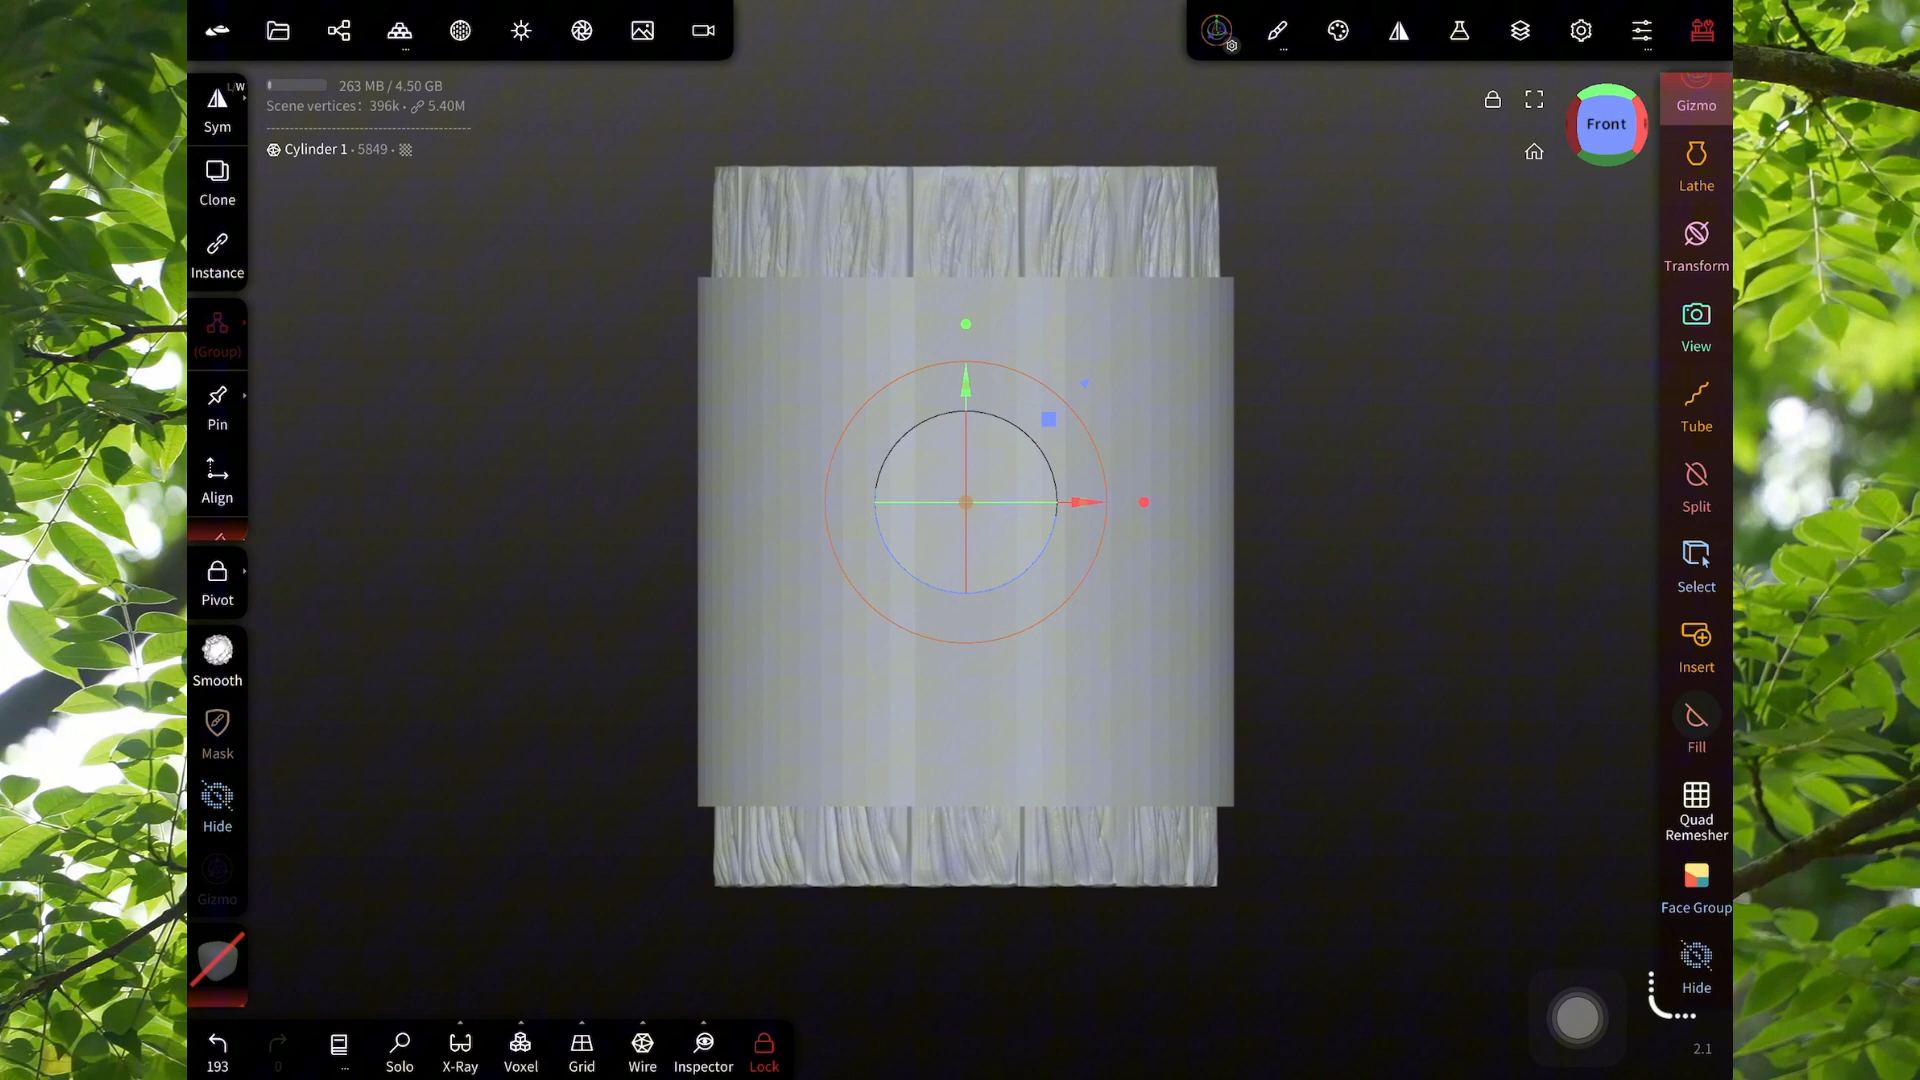 263 MB / 4.50 GB
Scene vertices: 396k • 5.40M
Cylinder 1 • 5849 •
L/W
Sym
Clone
Instance
(Group)
Pin
Align
Pivot
Smooth
Mask
Hide
Gizmo
Front
Gizmo
Lathe
Transform
View
Tube
Split
Select
Insert
Fill
Quad
Remesher
Face Group
Hide
2.1
193
0
...
Solo
X-Ray
Voxel
Grid
Wire
Inspector
Lock